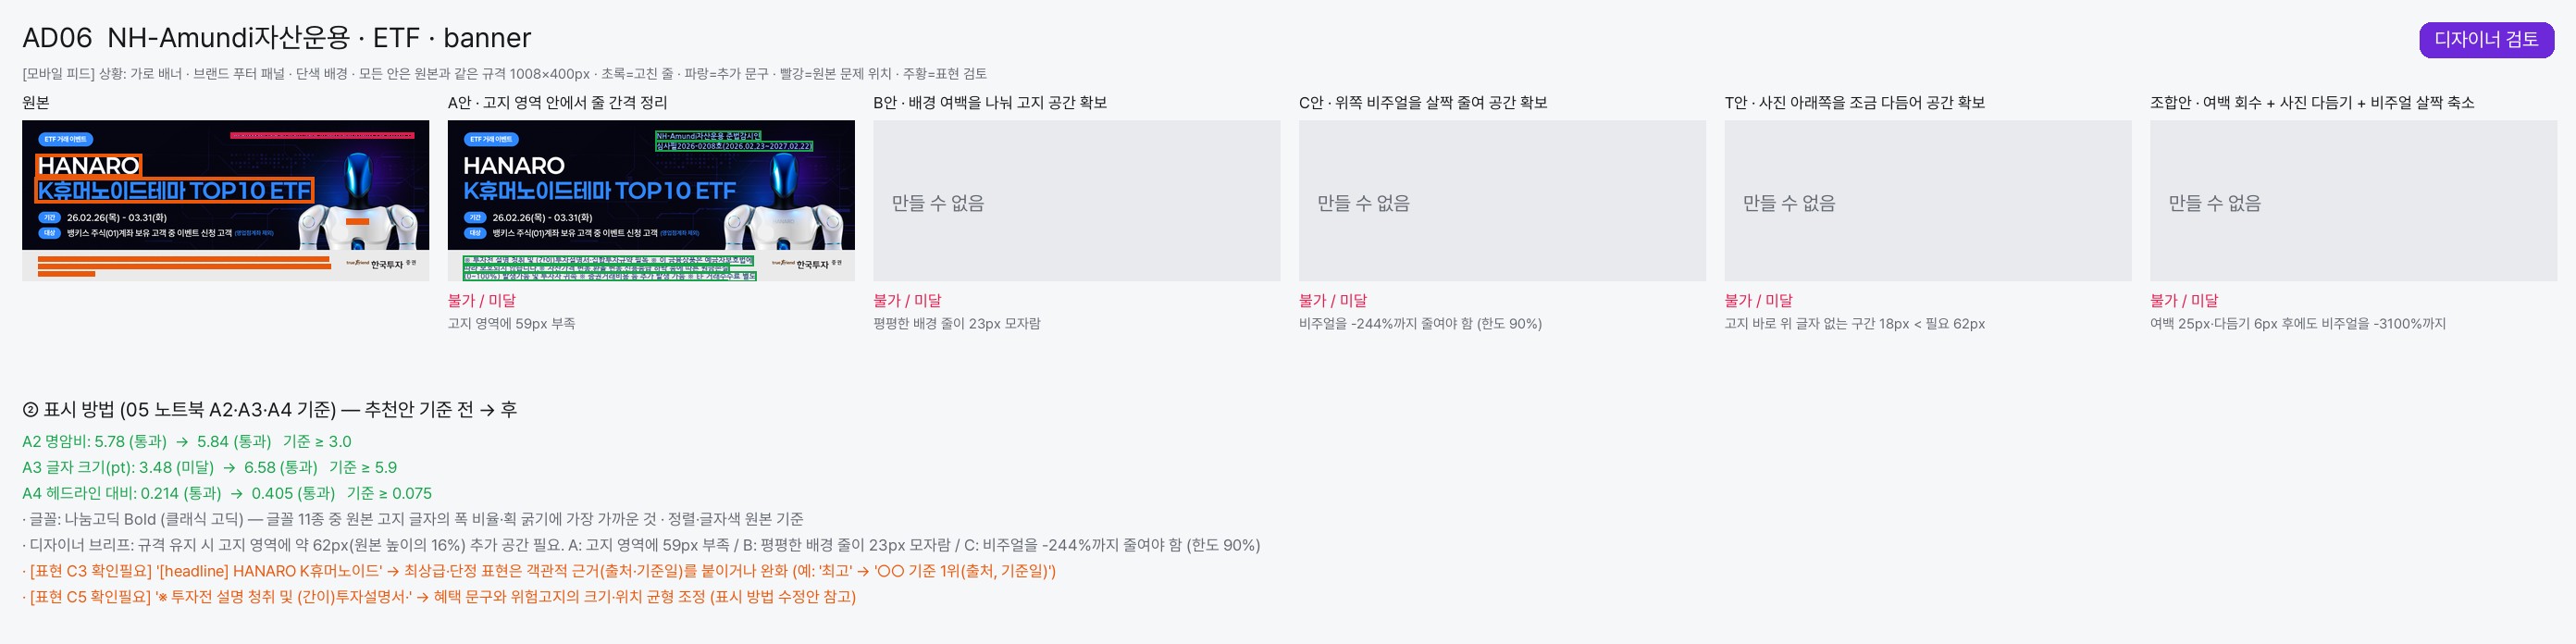 AD06 NH-Amundi자산운용 · ETF · banner
디자이너 검토
[모바일 피드] 상황: 가로 배너 · 브랜드 푸터 패널 · 단색 배경 · 모든 안은 원본과 같은 규격 1008×400px · 초록=고친 줄 · 파랑=추가 문구 · 빨강=원본 문제 위치 · 주황=표현 검토
원본
ETF 거래 이벤트
HANARO
K휴머노이드테마 TOP10 ETF
기간 26.02.26(목) - 03.31(화)
대상 뱅키스 주식(01)계좌 보유 고객 중 이벤트 신청 고객 (영업점계좌 제외)
true friend 한국투자증권
A안 · 고지 영역 안에서 줄 간격 정리
NH-Amundi자산운용 준법감시인
심사필2026-0208호(2026.02.23~2027.02.22)
ETF 거래 이벤트
HANARO
K휴머노이드테마 TOP10 ETF
기간 26.02.26(목) - 03.31(화)
대상 뱅키스 주식(01)계좌 보유 고객 중 이벤트 신청 고객 (영업점계좌 제외)
true friend 한국투자증권
불가 / 미달
고지 영역에 59px 부족
B안 · 배경 여백을 나눠 고지 공간 확보
만들 수 없음
불가 / 미달
평평한 배경 줄이 23px 모자람
C안 · 위쪽 비주얼을 살짝 줄여 공간 확보
만들 수 없음
불가 / 미달
비주얼을 -244%까지 줄여야 함 (한도 90%)
T안 · 사진 아래쪽을 조금 다듬어 공간 확보
만들 수 없음
불가 / 미달
고지 바로 위 글자 없는 구간 18px < 필요 62px
조합안 · 여백 회수 + 사진 다듬기 + 비주얼 살짝 축소
만들 수 없음
불가 / 미달
여백 25px·다듬기 6px 후에도 비주얼을 -3100%까지
② 표시 방법 (05 노트북 A2·A3·A4 기준) — 추천안 기준 전 → 후
A2 명암비: 5.78 (통과) → 5.84 (통과) 기준 ≥ 3.0
A3 글자 크기(pt): 3.48 (미달) → 6.58 (통과) 기준 ≥ 5.9
A4 헤드라인 대비: 0.214 (통과) → 0.405 (통과) 기준 ≥ 0.075
· 글꼴: 나눔고딕 Bold (클래식 고딕) — 글꼴 11종 중 원본 고지 글자의 폭 비율·획 굵기에 가장 가까운 것 · 정렬·글자색 원본 기준
· 디자이너 브리프: 규격 유지 시 고지 영역에 약 62px(원본 높이의 16%) 추가 공간 필요. A: 고지 영역에 59px 부족 / B: 평평한 배경 줄이 23px 모자람 / C: 비주얼을 -244%까지 줄여야 함 (한도 90%)
· [표현 C3 확인필요] '[headline] HANARO K휴머노이드' → 최상급·단정 표현은 객관적 근거(출처·기준일)를 붙이거나 완화 (예: '최고' → '○○ 기준 1위(출처, 기준일)')
· [표현 C5 확인필요] '※ 투자전 설명 청취 및 (간이)투자설명서·' → 혜택 문구와 위험고지의 크기·위치 균형 조정 (표시 방법 수정안 참고)